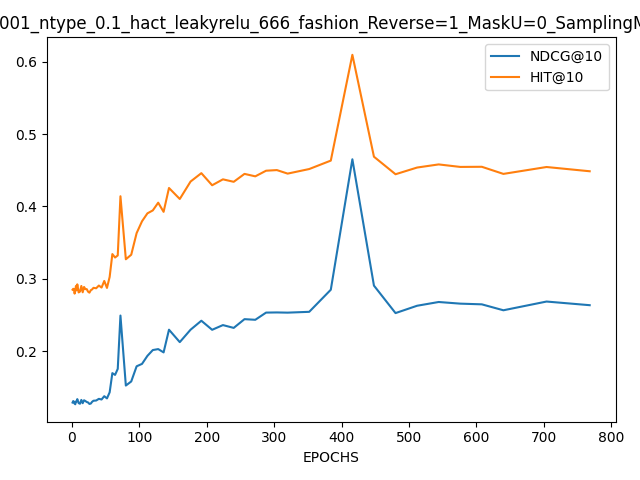 001_ntype_0.1_hact_leakyrelu_666_fashion_Reverse=1_MaskU=0_SamplingM
NDCG@10
HIT@10
0.6
0.5
0.4
0.3
0.2
0 100 200 300 400 500 600 700 800
EPOCHS